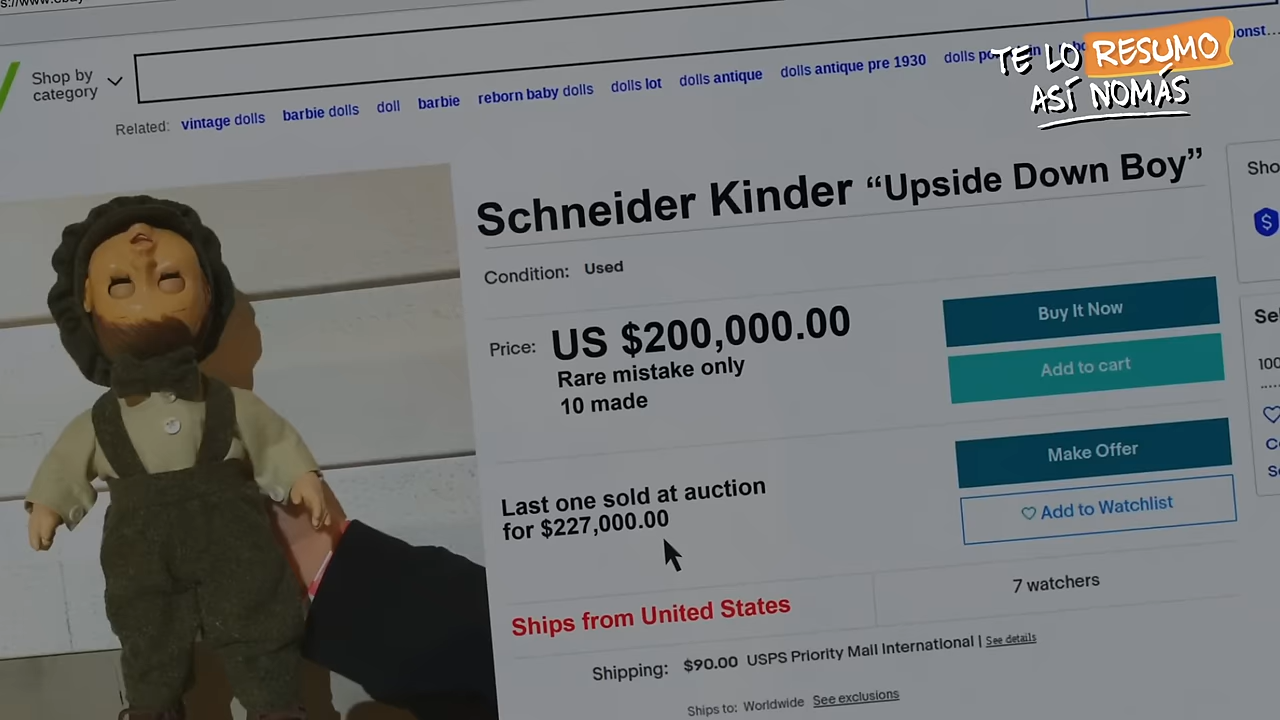 TE LO RESUMO
ASÍ NOMÁS
Shop by
category
Related: vintage dolls barbie dolls doll barbie reborn baby dolls dolls lot dolls antique dolls antique pre 1930
Schneider Kinder “Upside Down Boy”
Condition: Used
Price: US $200,000.00
Rare mistake only
10 made
Buy It Now
Add to cart
Last one sold at auction
for $227,000.00
Make Offer
Add to Watchlist
Ships from United States
7 watchers
Shipping: $90.00 USPS Priority Mail International | See details
Ships to: Worldwide See exclusions